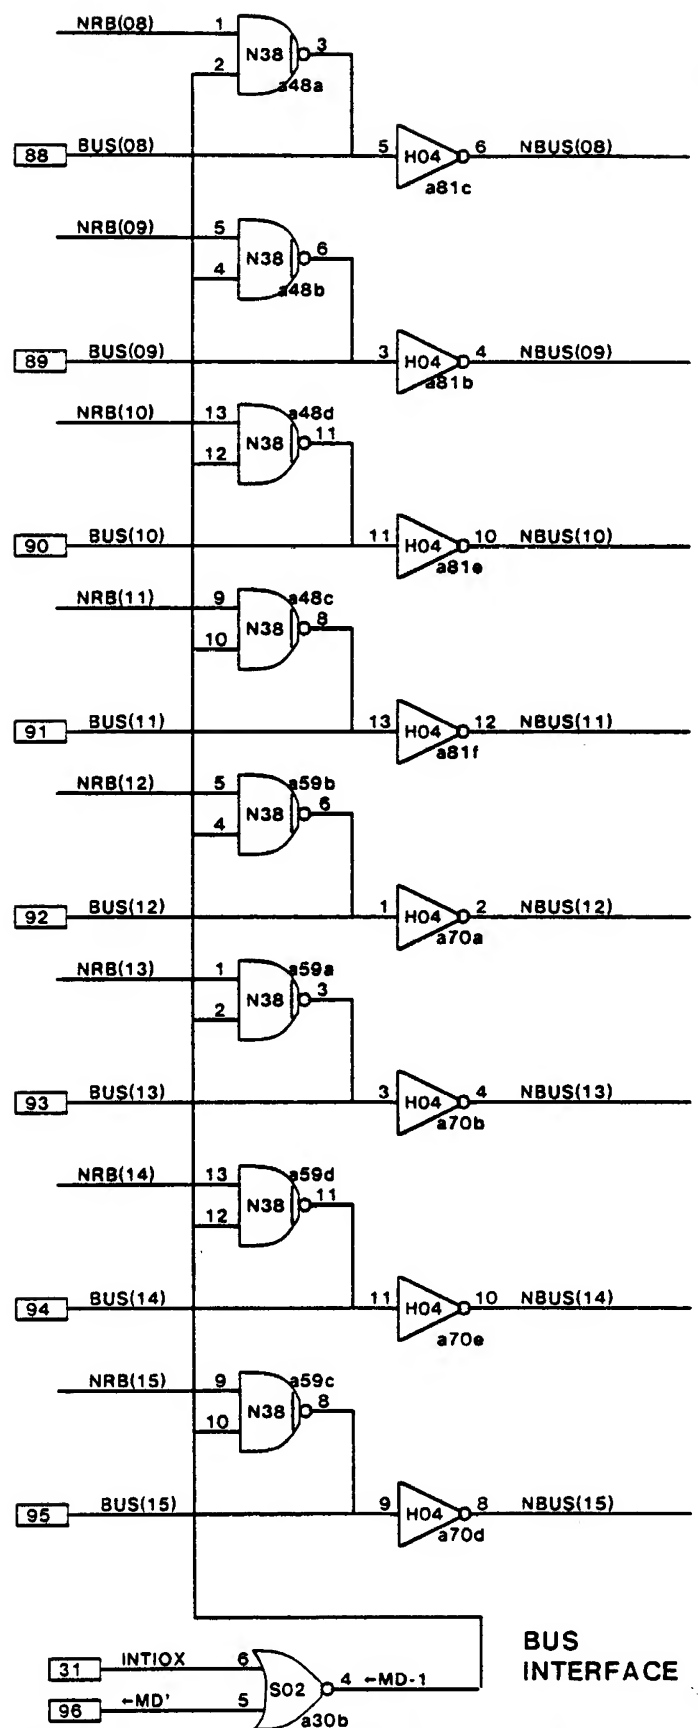 NRB(08) 1 N38 3
2 a48a
88 BUS(08) 5 H04 6 NBUS(08)
a81c
NRB(09) 5 N38 6
4 a48b
89 BUS(09) 3 H04 4 NBUS(09)
a81b
NRB(10) 13 a48d
N38 11
12
90 BUS(10) 11 H04 10 NBUS(10)
a81e
NRB(11) 9 a48c
N38 8
10
91 BUS(11) 13 H04 12 NBUS(11)
a81f
NRB(12) 5 a59b
N38 6
4
92 BUS(12) 1 H04 2 NBUS(12)
a70a
NRB(13) 1 a59a
N38 3
2
93 BUS(13) 3 H04 4 NBUS(13)
a70b
NRB(14) 13 a59d
N38 11
12
94 BUS(14) 11 H04 10 NBUS(14)
a70e
NRB(15) 9 a59c
N38 8
10
95 BUS(15) 9 H04 8 NBUS(15)
a70d
BUS
INTERFACE
31 INTIOX 6
S02 4 ←MD-1
96 ←MD' 5
a30b